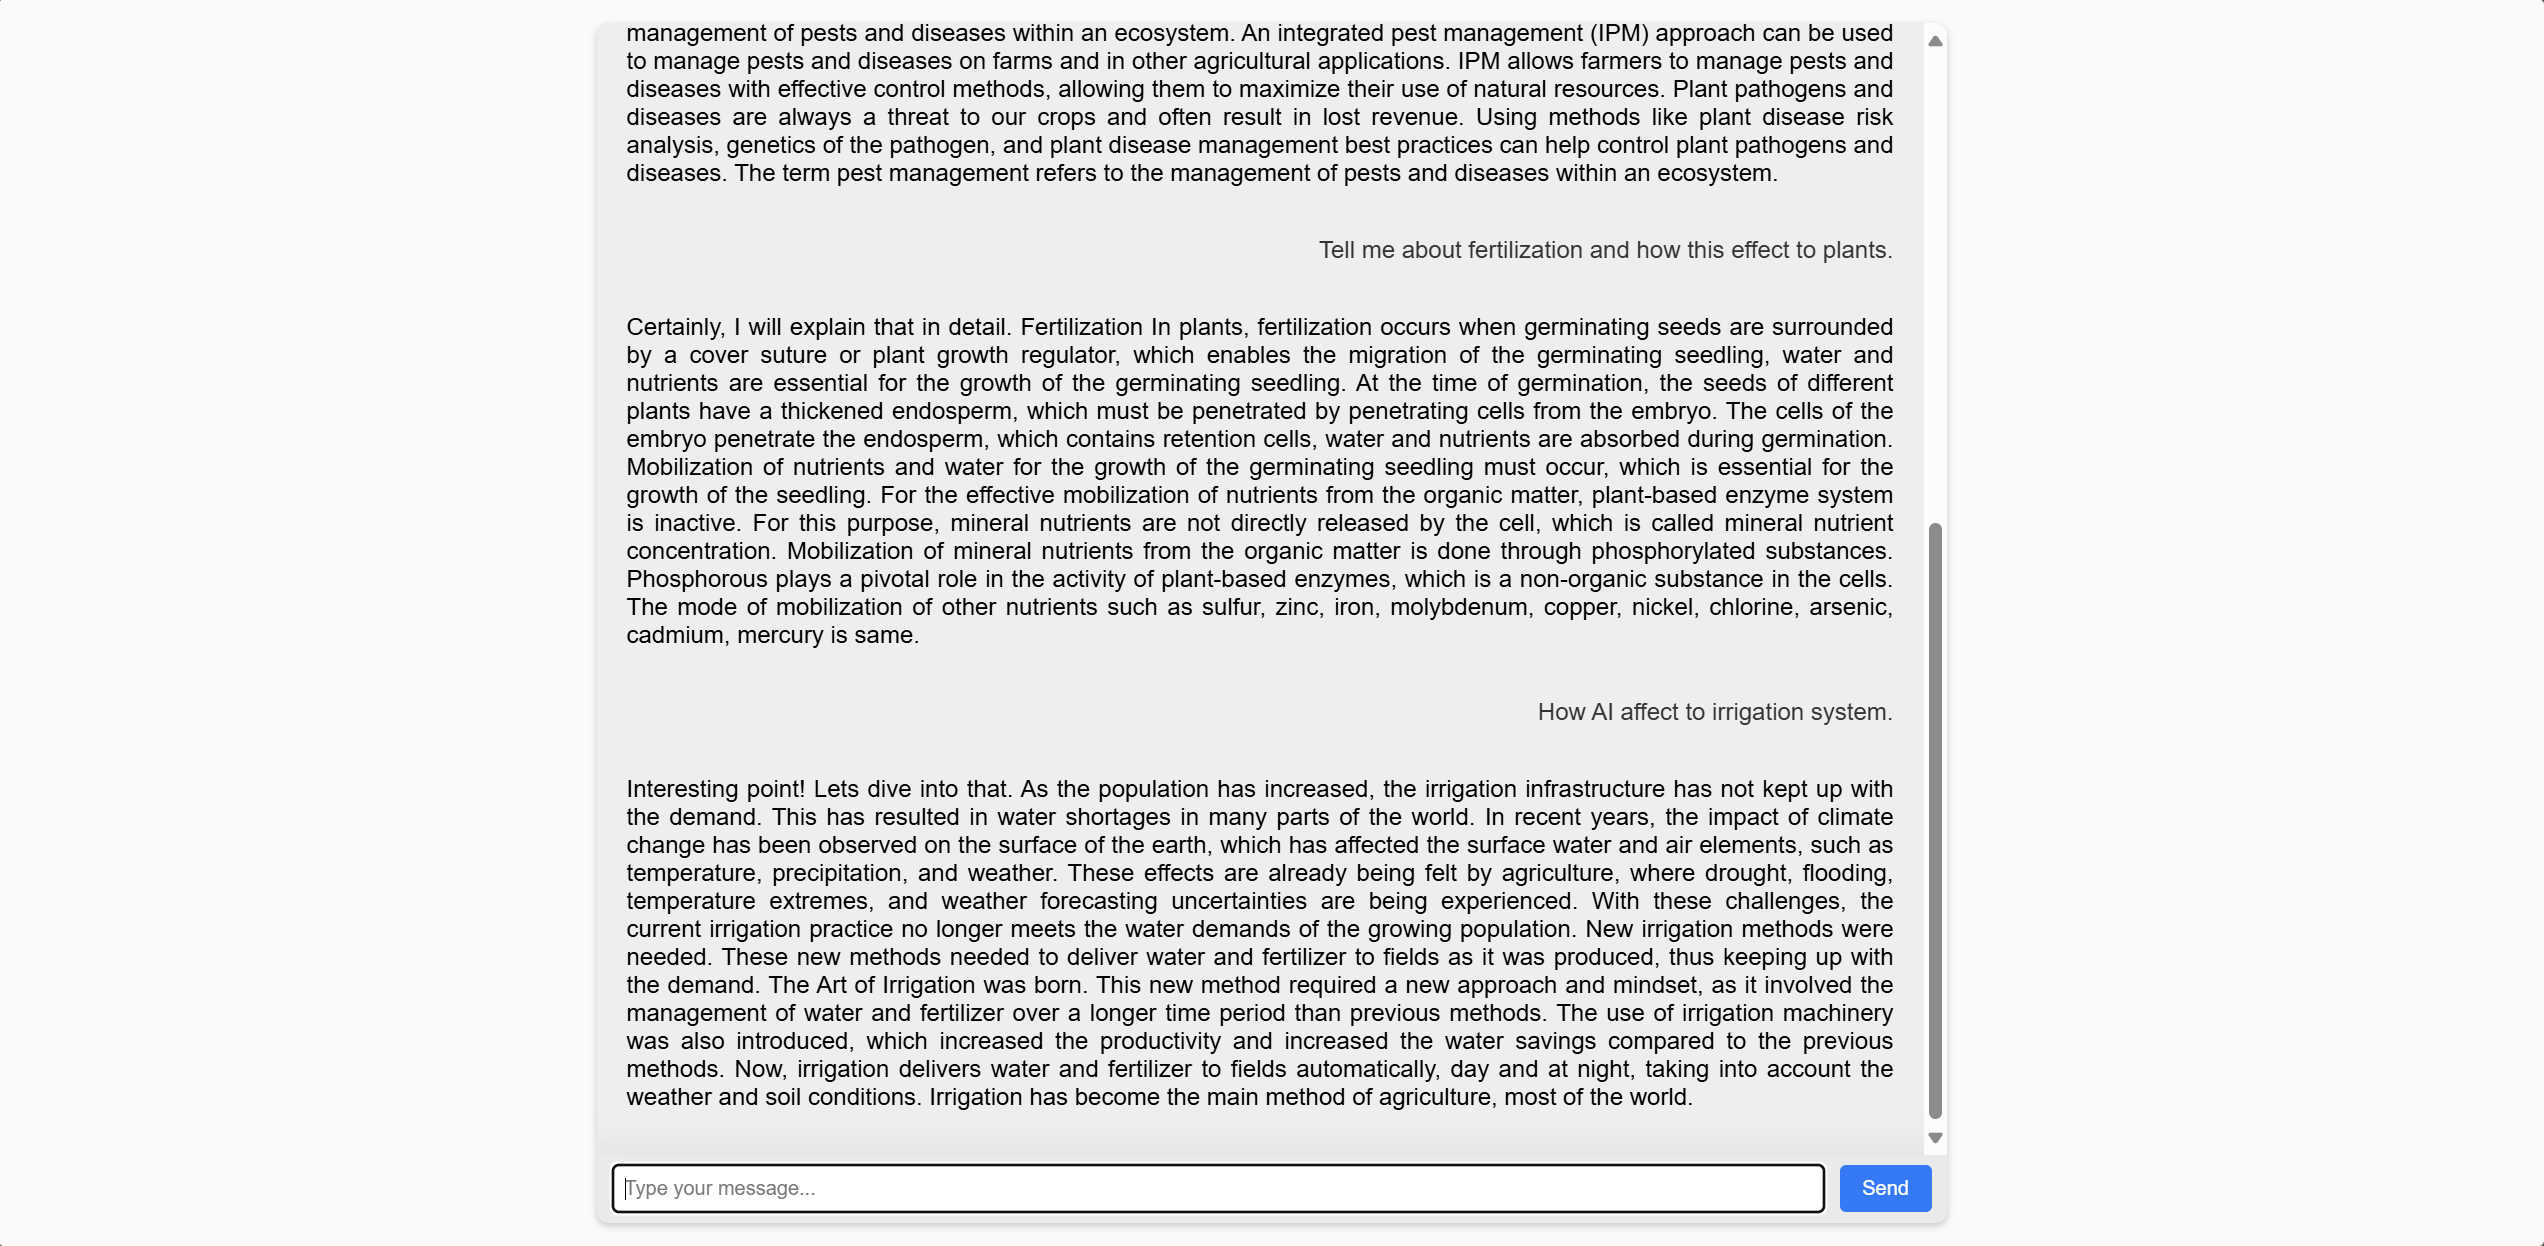 management of pests and diseases within an ecosystem. An integrated pest management (IPM) approach can be used
to manage pests and diseases on farms and in other agricultural applications. IPM allows farmers to manage pests and
diseases with effective control methods, allowing them to maximize their use of natural resources. Plant pathogens and
diseases are always a threat to our crops and often result in lost revenue. Using methods like plant disease risk
analysis, genetics of the pathogen, and plant disease management best practices can help control plant pathogens and
diseases. The term pest management refers to the management of pests and diseases within an ecosystem.
Tell me about fertilization and how this effect to plants.
Certainly, I will explain that in detail. Fertilization In plants, fertilization occurs when germinating seeds are surrounded
by a cover suture or plant growth regulator, which enables the migration of the germinating seedling, water and
nutrients are essential for the growth of the germinating seedling. At the time of germination, the seeds of different
plants have a thickened endosperm, which must be penetrated by penetrating cells from the embryo. The cells of the
embryo penetrate the endosperm, which contains retention cells, water and nutrients are absorbed during germination.
Mobilization of nutrients and water for the growth of the germinating seedling must occur, which is essential for the
growth of the seedling. For the effective mobilization of nutrients from the organic matter, plant-based enzyme system
is inactive. For this purpose, mineral nutrients are not directly released by the cell, which is called mineral nutrient
concentration. Mobilization of mineral nutrients from the organic matter is done through phosphorylated substances.
Phosphorous plays a pivotal role in the activity of plant-based enzymes, which is a non-organic substance in the cells.
The mode of mobilization of other nutrients such as sulfur, zinc, iron, molybdenum, copper, nickel, chlorine, arsenic,
cadmium, mercury is same.
How AI affect to irrigation system.
Interesting point! Lets dive into that. As the population has increased, the irrigation infrastructure has not kept up with
the demand. This has resulted in water shortages in many parts of the world. In recent years, the impact of climate
change has been observed on the surface of the earth, which has affected the surface water and air elements, such as
temperature, precipitation, and weather. These effects are already being felt by agriculture, where drought, flooding,
temperature extremes, and weather forecasting uncertainties are being experienced. With these challenges, the
current irrigation practice no longer meets the water demands of the growing population. New irrigation methods were
needed. These new methods needed to deliver water and fertilizer to fields as it was produced, thus keeping up with
the demand. The Art of Irrigation was born. This new method required a new approach and mindset, as it involved the
management of water and fertilizer over a longer time period than previous methods. The use of irrigation machinery
was also introduced, which increased the productivity and increased the water savings compared to the previous
methods. Now, irrigation delivers water and fertilizer to fields automatically, day and at night, taking into account the
weather and soil conditions. Irrigation has become the main method of agriculture, most of the world.
Type your message...
Send